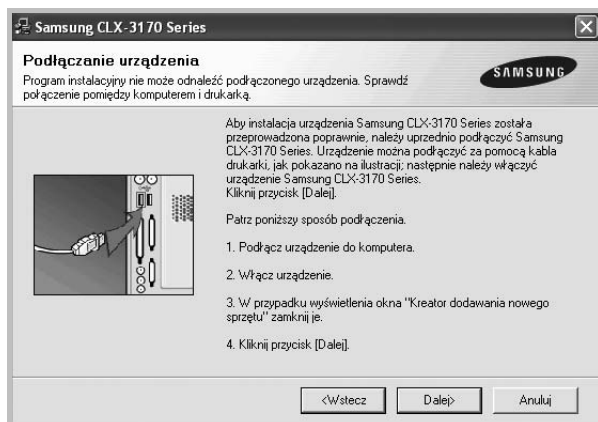 Samsung CLX-3170 Series
Podłączanie urządzenia
Program instalacyjny nie może odnaleźć podłączonego urządzenia. Sprawdź
połączenie pomiędzy komputerem i drukarką.
SAMSUNG
Aby instalacja urządzenia Samsung CLX-3170 Series została
przeprowadzona poprawnie, należy uprzednio podłączyć Samsung
CLX-3170 Series. Urządzenie można podłączyć za pomocą kabla
drukarki, jak pokazano na ilustracji; następnie należy włączyć
urządzenie Samsung CLX-3170 Series.
Kliknij przycisk [Dalej].
Patrz poniższy sposób podłączenia.
1. Podłącz urządzenie do komputera.
2. Włącz urządzenie.
3. W przypadku wyświetlenia okna "Kreator dodawania nowego
sprzętu" zamknij je.
4. Kliknij przycisk [Dalej].
<Wstecz Dalej> Anuluj